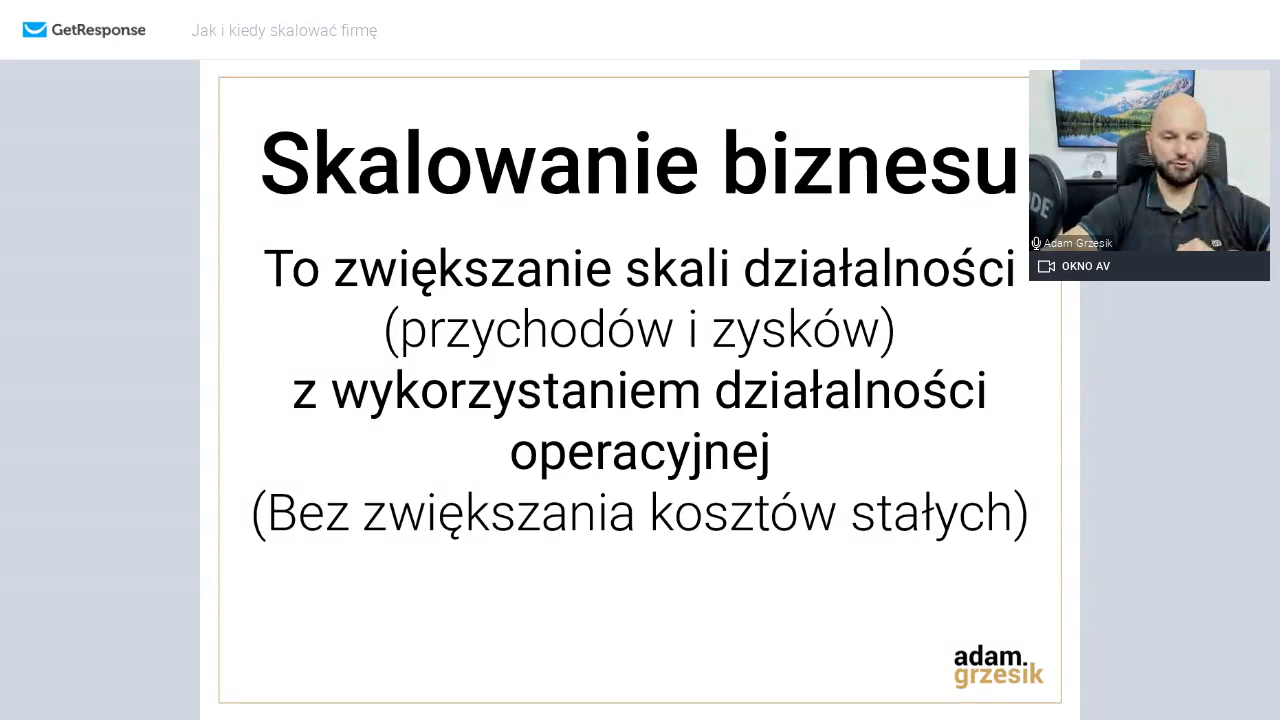 GetResponse
Jak i kiedy skalować firmę
Skalowanie biznesu
To zwiększanie skali działalności
(przychodów i zysków)
z wykorzystaniem działalności
operacyjnej
(Bez zwiększania kosztów stałych)
Adam Grzesik
OKNO AV
adam.
grzesik